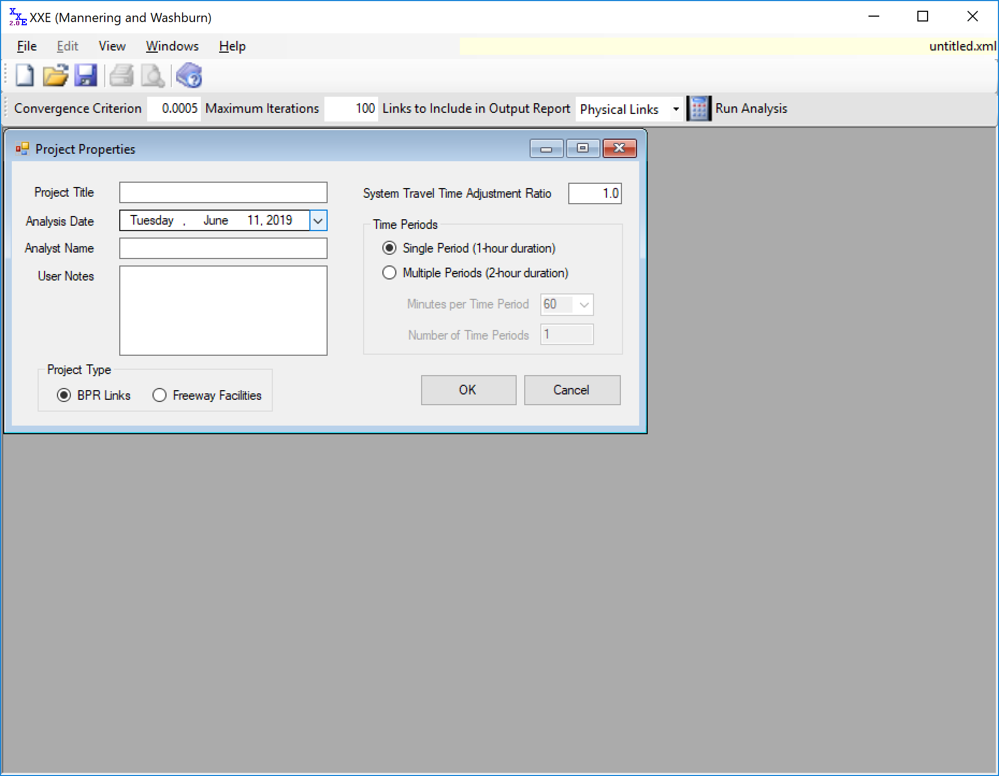 XXE 2.0 XXE (Mannering and Washburn)
File Edit View Windows Help untitled.xml
Convergence Criterion 0.0005 Maximum Iterations 100 Links to Include in Output Report Physical Links Run Analysis
Project Properties
Project Title
Analysis Date Tuesday , June 11, 2019
Analyst Name
User Notes
Project Type
BPR Links Freeway Facilities
System Travel Time Adjustment Ratio 1.0
Time Periods
Single Period (1-hour duration)
Multiple Periods (2-hour duration)
Minutes per Time Period 60
Number of Time Periods 1
OK Cancel